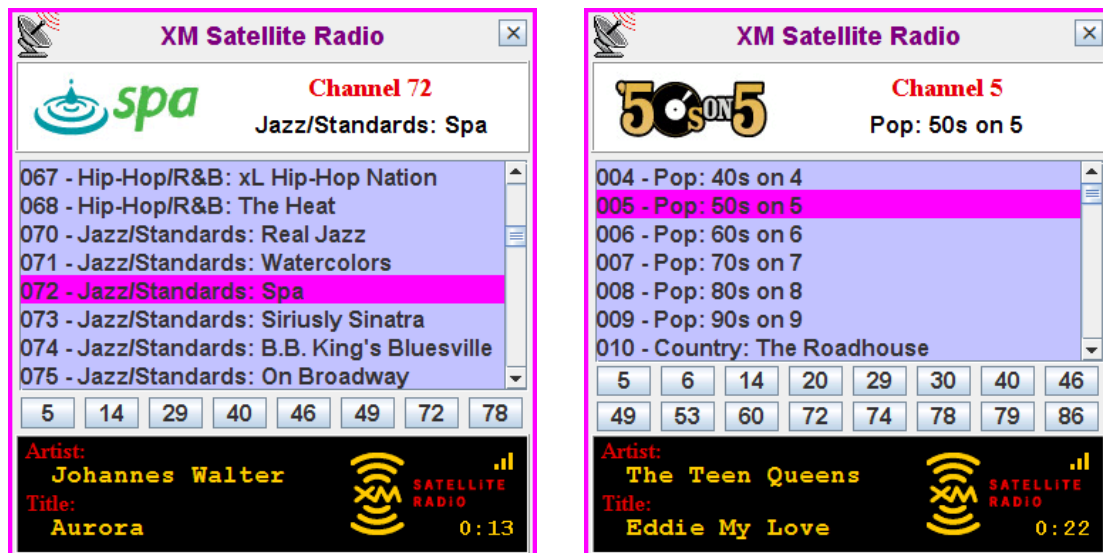 XM Satellite Radio
spa
Channel 72
Jazz/Standards: Spa
067 - Hip-Hop/R&B: xL Hip-Hop Nation
068 - Hip-Hop/R&B: The Heat
070 - Jazz/Standards: Real Jazz
071 - Jazz/Standards: Watercolors
072 - Jazz/Standards: Spa
073 - Jazz/Standards: Siriusly Sinatra
074 - Jazz/Standards: B.B. King's Bluesville
075 - Jazz/Standards: On Broadway
5 14 29 40 46 49 72 78
Artist:
Johannes Walter
Title:
Aurora
XM
SATELLITE
RADIO
0:13
XM Satellite Radio
'50s ON 5
Channel 5
Pop: 50s on 5
004 - Pop: 40s on 4
005 - Pop: 50s on 5
006 - Pop: 60s on 6
007 - Pop: 70s on 7
008 - Pop: 80s on 8
009 - Pop: 90s on 9
010 - Country: The Roadhouse
5 6 14 20 29 30 40 46
49 53 60 72 74 78 79 86
Artist:
The Teen Queens
Title:
Eddie My Love
XM
SATELLITE
RADIO
0:22